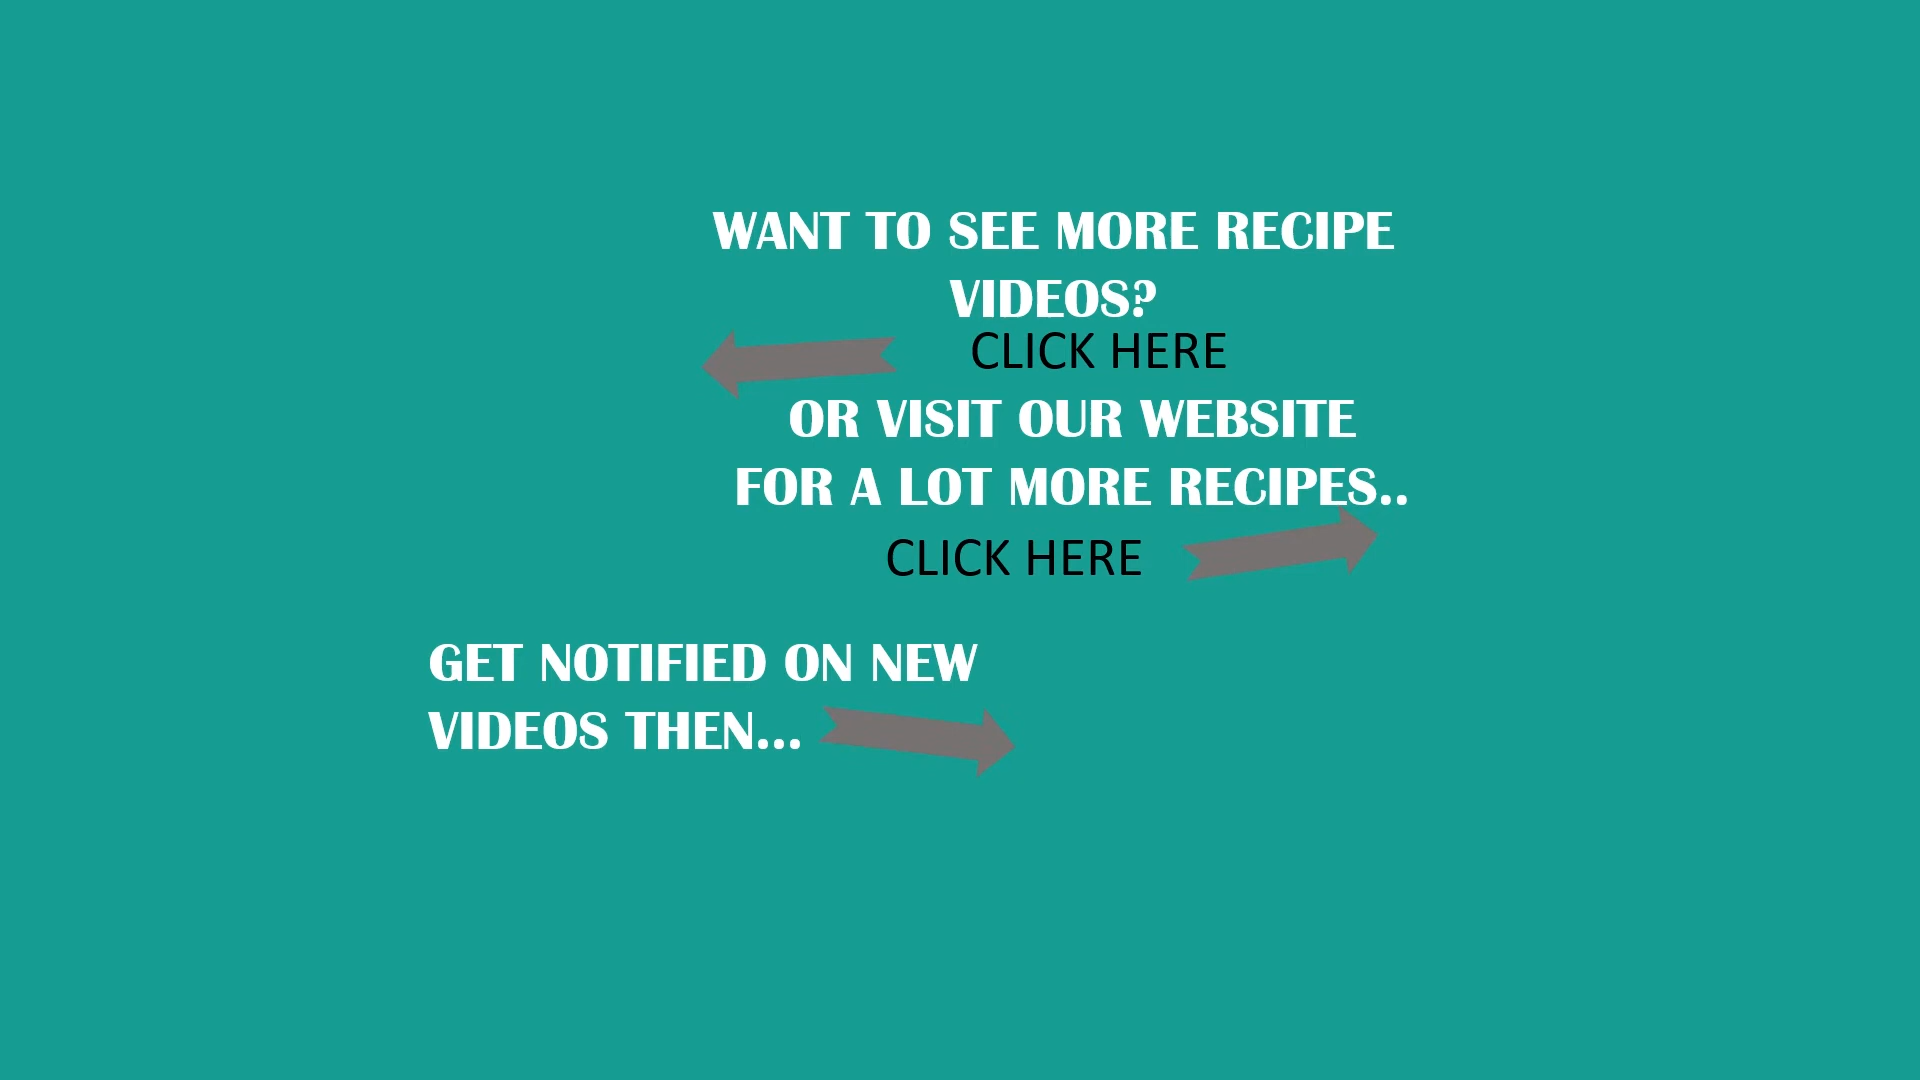 WANT TO SEE MORE RECIPE
VIDEOS?
CLICK HERE
OR VISIT OUR WEBSITE
FOR A LOT MORE RECIPES..
CLICK HERE
GET NOTIFIED ON NEW
VIDEOS THEN...